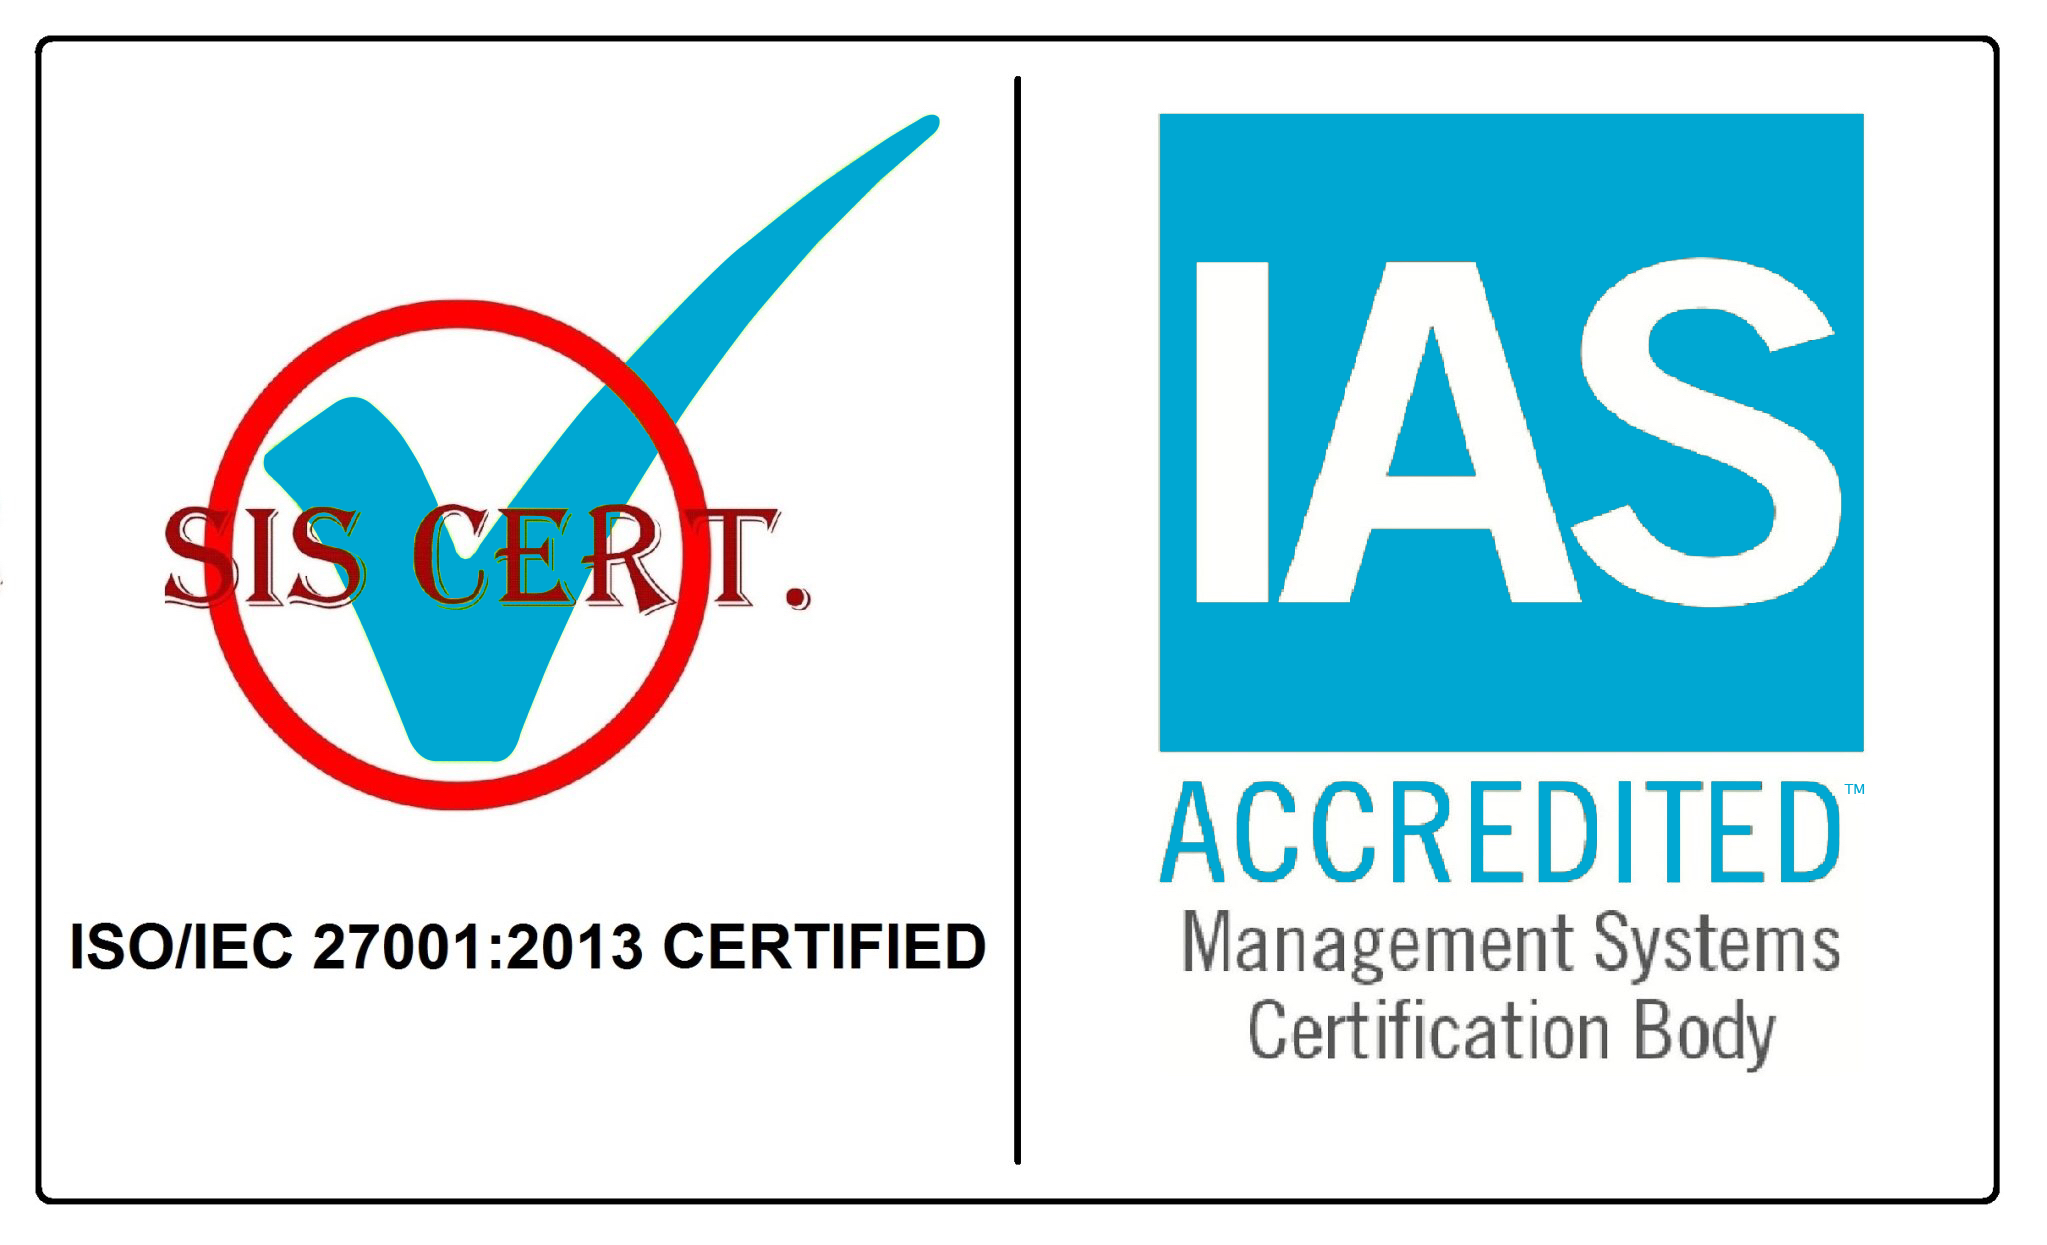 SIS CERT.
ISO/IEC 27001:2013 CERTIFIED
IAS
ACCREDITED™
Management Systems
Certification Body